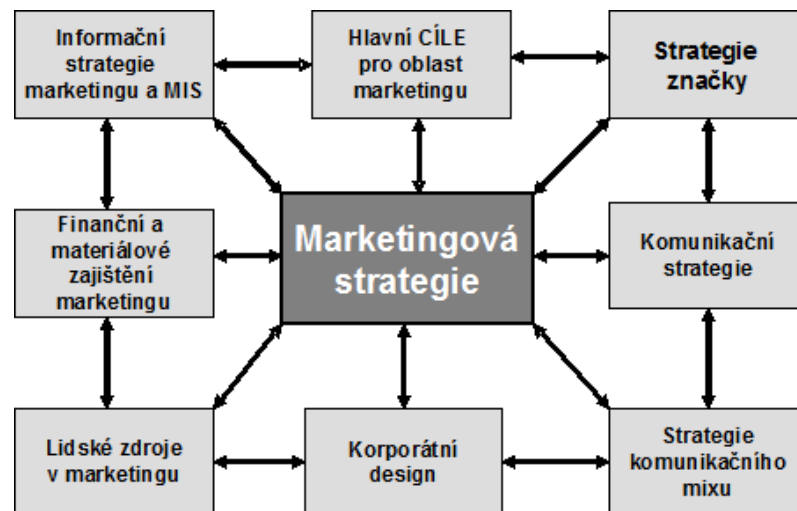 Informační
strategie
marketingu a MIS
Hlavní CÍLE
pro oblast
marketingu
Strategie
značky
Finanční a
materiálové
zajištění
marketingu
Marketingová
strategie
Komunikační
strategie
Lidské zdroje
v marketingu
Korporátní
design
Strategie
komunikačního
mixu